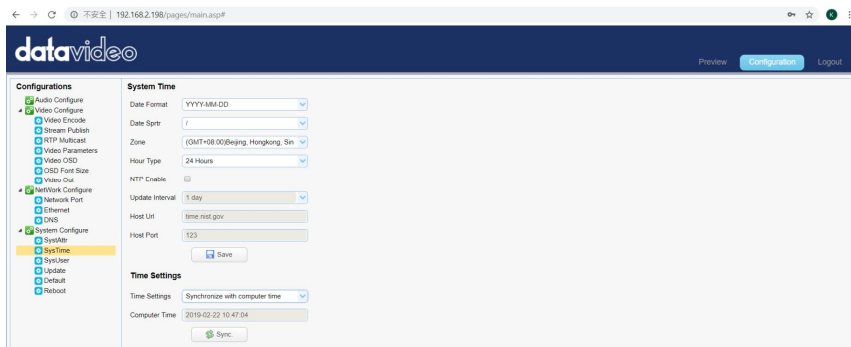 不安全 | 192.168.2.198/pages/main.asp#
K
datavideo
Preview Configuration Logout
Configurations
Audio Configure
Video Configure
Video Encode
Stream Publish
RTP Multicast
Video Parameters
Video OSD
OSD Font Size
Video Out
NetWork Configure
Network Port
Ethernet
DNS
System Configure
SystAttr
SysTime
SysUser
Update
Default
Reboot
System Time
Date Format YYYY-MM-DD
Date Sprtr /
Zone (GMT+08:00)Beijing, Hongkong, Sin
Hour Type 24 Hours
NTP Enable
Update Interval 1 day
Host Url time.nist.gov
Host Port 123
Save
Time Settings
Time Settings Synchronize with computer time
Computer Time 2019-02-22 10:47:04
Sync.